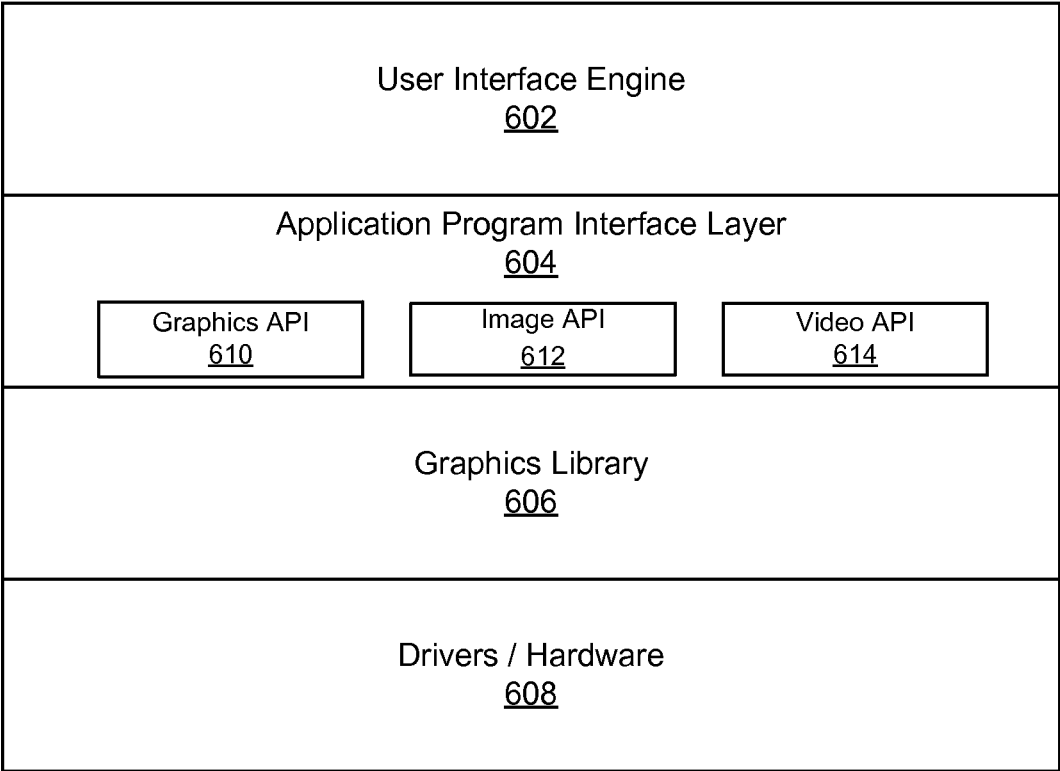 User Interface Engine
602
Application Program Interface Layer
604
Graphics API
610
Image API
612
Video API
614
Graphics Library
606
Drivers / Hardware
608